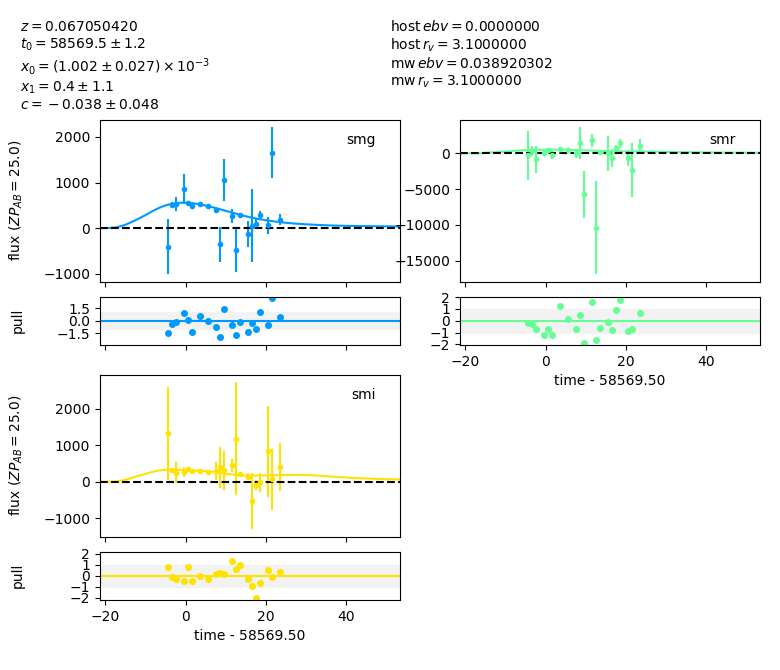 z = 0.067050420
t₀ = 58569.5 ± 1.2
x₀ = (1.002 ± 0.027) × 10⁻³
x₁ = 0.4 ± 1.1
c = −0.038 ± 0.048
host ebv = 0.0000000
host r_v = 3.1000000
mw ebv = 0.038920302
mw r_v = 3.1000000
smg
flux (ZP_AB = 25.0)
2000
1000
0
−1000
smr
0
−5000
−10000
−15000
pull
1.5
0.0
−1.5
2
1
0
−1
−2
−20
0
20
40
time - 58569.50
smi
flux (ZP_AB = 25.0)
2000
1000
0
−1000
pull
2
1
0
−1
−2
−20
0
20
40
time - 58569.50